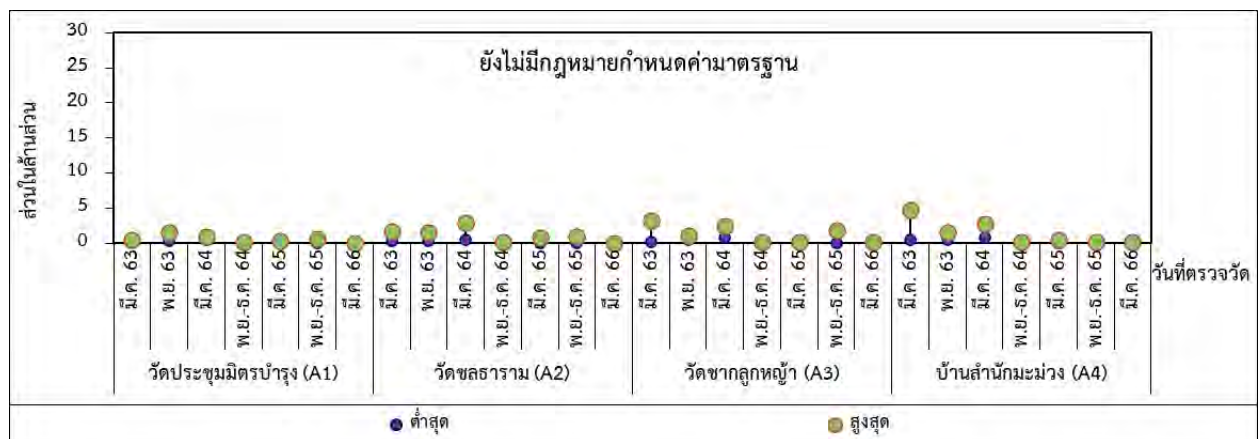 ยังไม่มีกฎหมายกำหนดค่ามาตรฐาน
ส่วนในล้านส่วน
30
25
20
15
10
5
0
มี.ค. 63 พ.ย. 63 มี.ค. 64 พ.ย.-ธ.ค. 64 มี.ค. 65 พ.ย.-ธ.ค. 65 มี.ค. 66 มี.ค. 63 พ.ย. 63 มี.ค. 64 พ.ย.-ธ.ค. 64 มี.ค. 65 พ.ย.-ธ.ค. 65 มี.ค. 66 มี.ค. 63 พ.ย. 63 มี.ค. 64 พ.ย.-ธ.ค. 64 มี.ค. 65 พ.ย.-ธ.ค. 65 มี.ค. 66 มี.ค. 63 พ.ย. 63 มี.ค. 64 พ.ย.-ธ.ค. 64 มี.ค. 65 พ.ย.-ธ.ค. 65 มี.ค. 66
วันที่ตรวจวัด
วัดประชุมมิตรบำรุง (A1) วัดชลธาราม (A2) วัดชากลูกหญ้า (A3) บ้านสำนักมะม่วง (A4)
ต่ำสุด สูงสุด